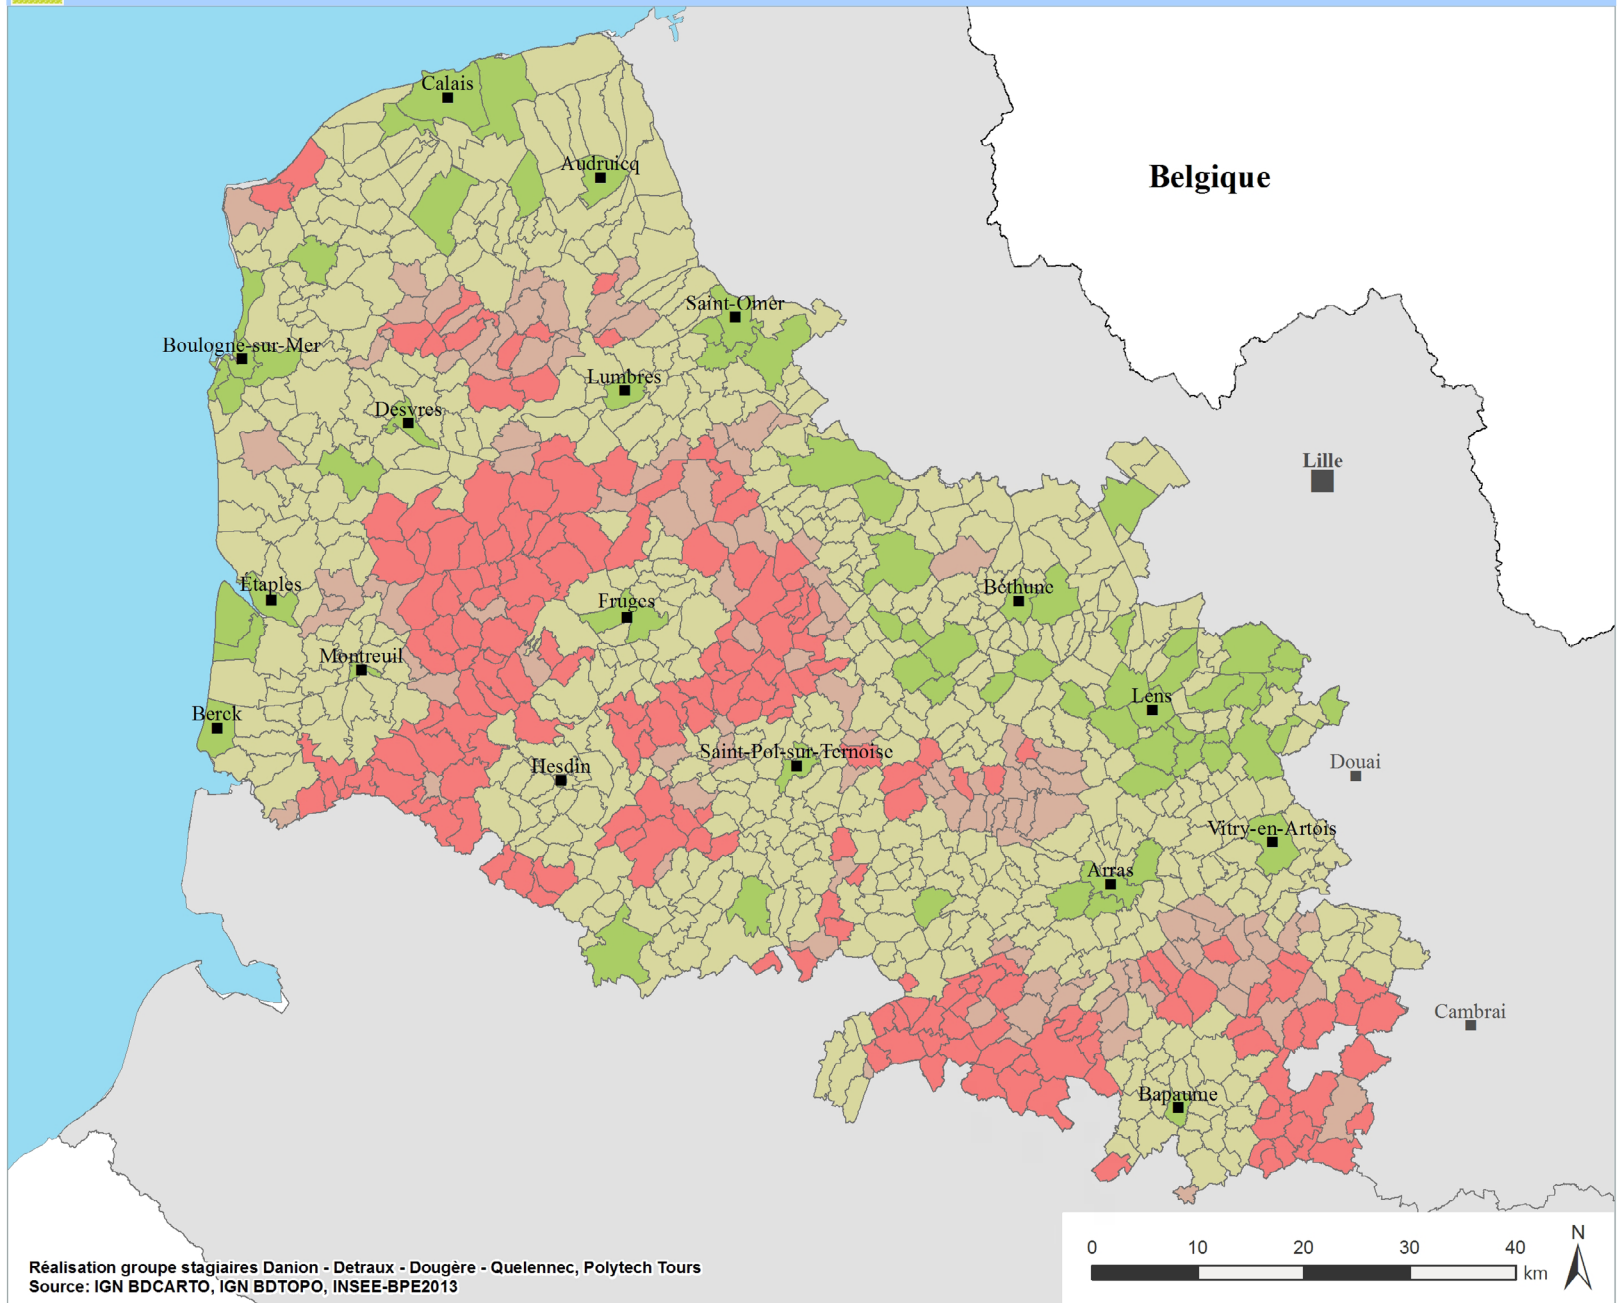 Calais
Audruicq
Belgique
Saint-Omer
Boulogne-sur-Mer
Lumbres
Desvres
Lille
Etaples
Béthune
Fruges
Montreuil
Lens
Berck
Saint-Pol-sur-Ternoise
Hesdin
Douai
Vitry-en-Artois
Arras
Cambrai
Bapaume
N
0 10 20 30 40
km
Réalisation groupe stagiaires Danion - Detraux - Dougère - Quelennec, Polytech Tours
Source: IGN BDCARTO, IGN BDTOPO, INSEE-BPE2013